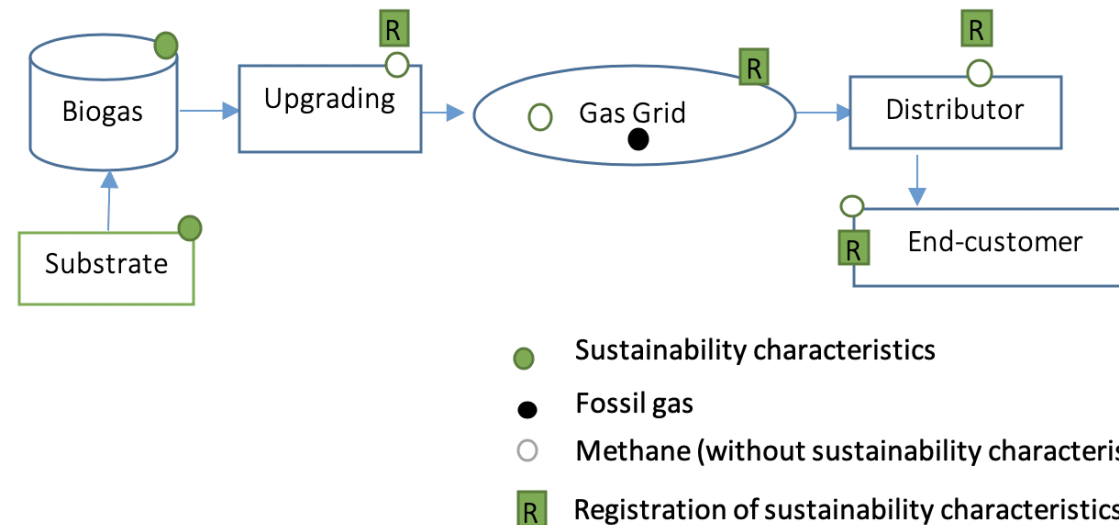 R
R
R
Biogas
Upgrading
Gas Grid
Distributor
Substrate
R
End-customer
Sustainability characteristics
Fossil gas
Methane (without sustainability
R
Registration of sustainability characteristics